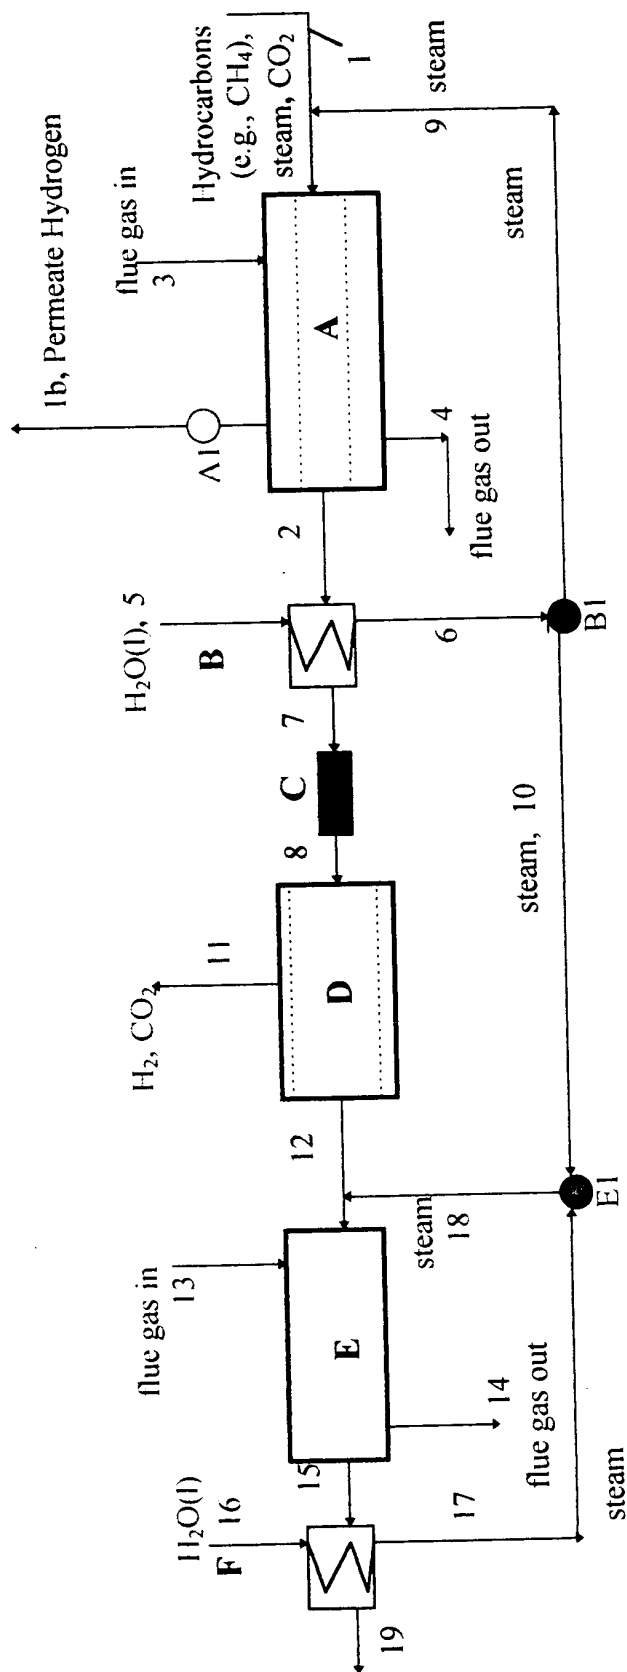 Hydrocarbons
(e.g., CH₄),
steam, CO₂
1
steam
9
steam
1b, Permeate Hydrogen
flue gas in
3
A
A1
4
flue gas out
2
H₂O(l), 5
B
6
B1
7
C
8
steam, 10
11
H₂, CO₂
D
12
E1
steam
18
flue gas in
13
E
14
flue gas out
15
H₂O(l)
16
F
17
steam
19